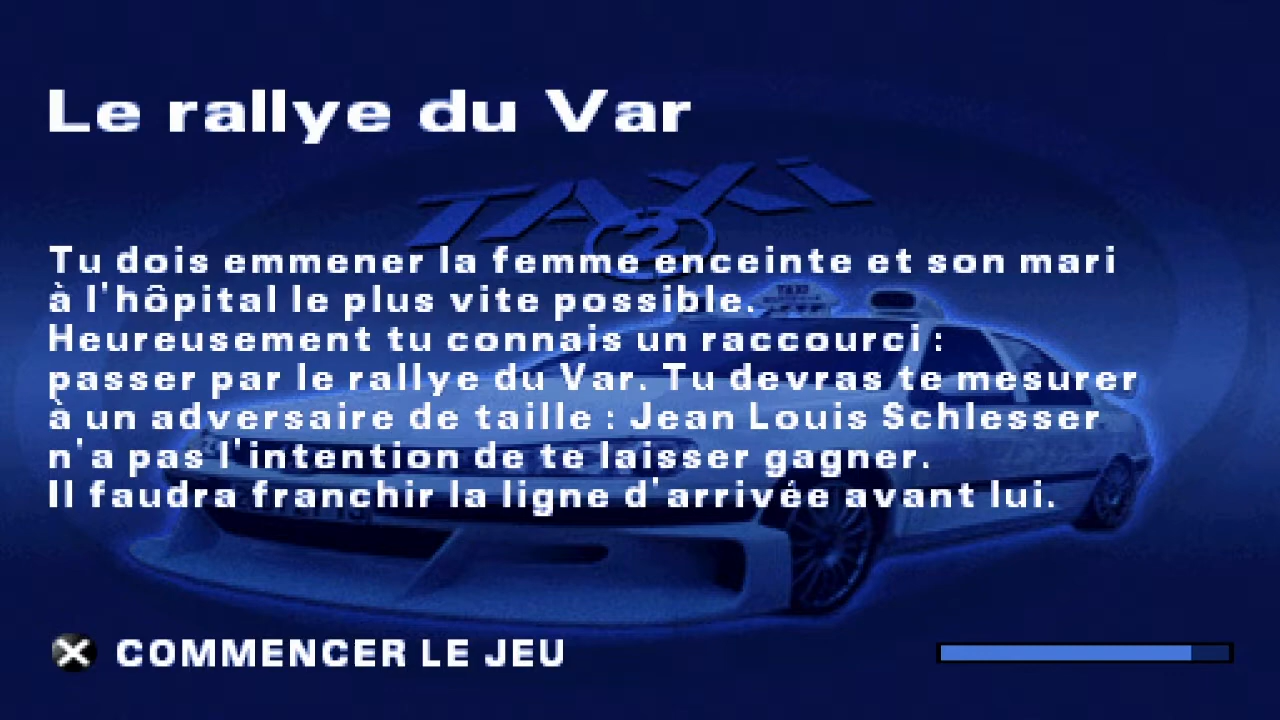 Le rallye du Var
TAXI
2
Tu dois emmener la femme enceinte et son mari
à l'hôpital le plus vite possible.
TAXI
Heureusement tu connais un raccourci :
passer par le rallye du Var. Tu devras te mesurer
à un adversaire de taille : Jean Louis Schlesser
n'a pas l'intention de te laisser gagner.
Il faudra franchir la ligne d'arrivée avant lui.
COMMENCER LE JEU